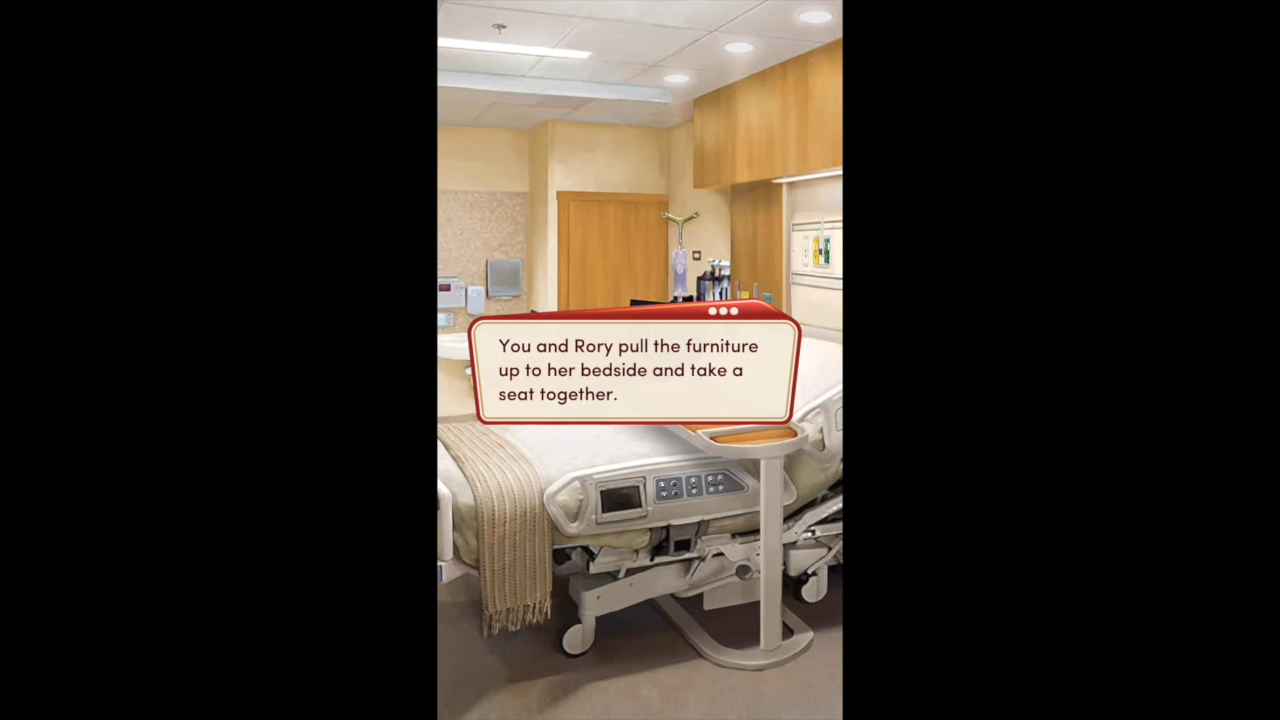 You and Rory pull the furniture
up to her bedside and take a
seat together.